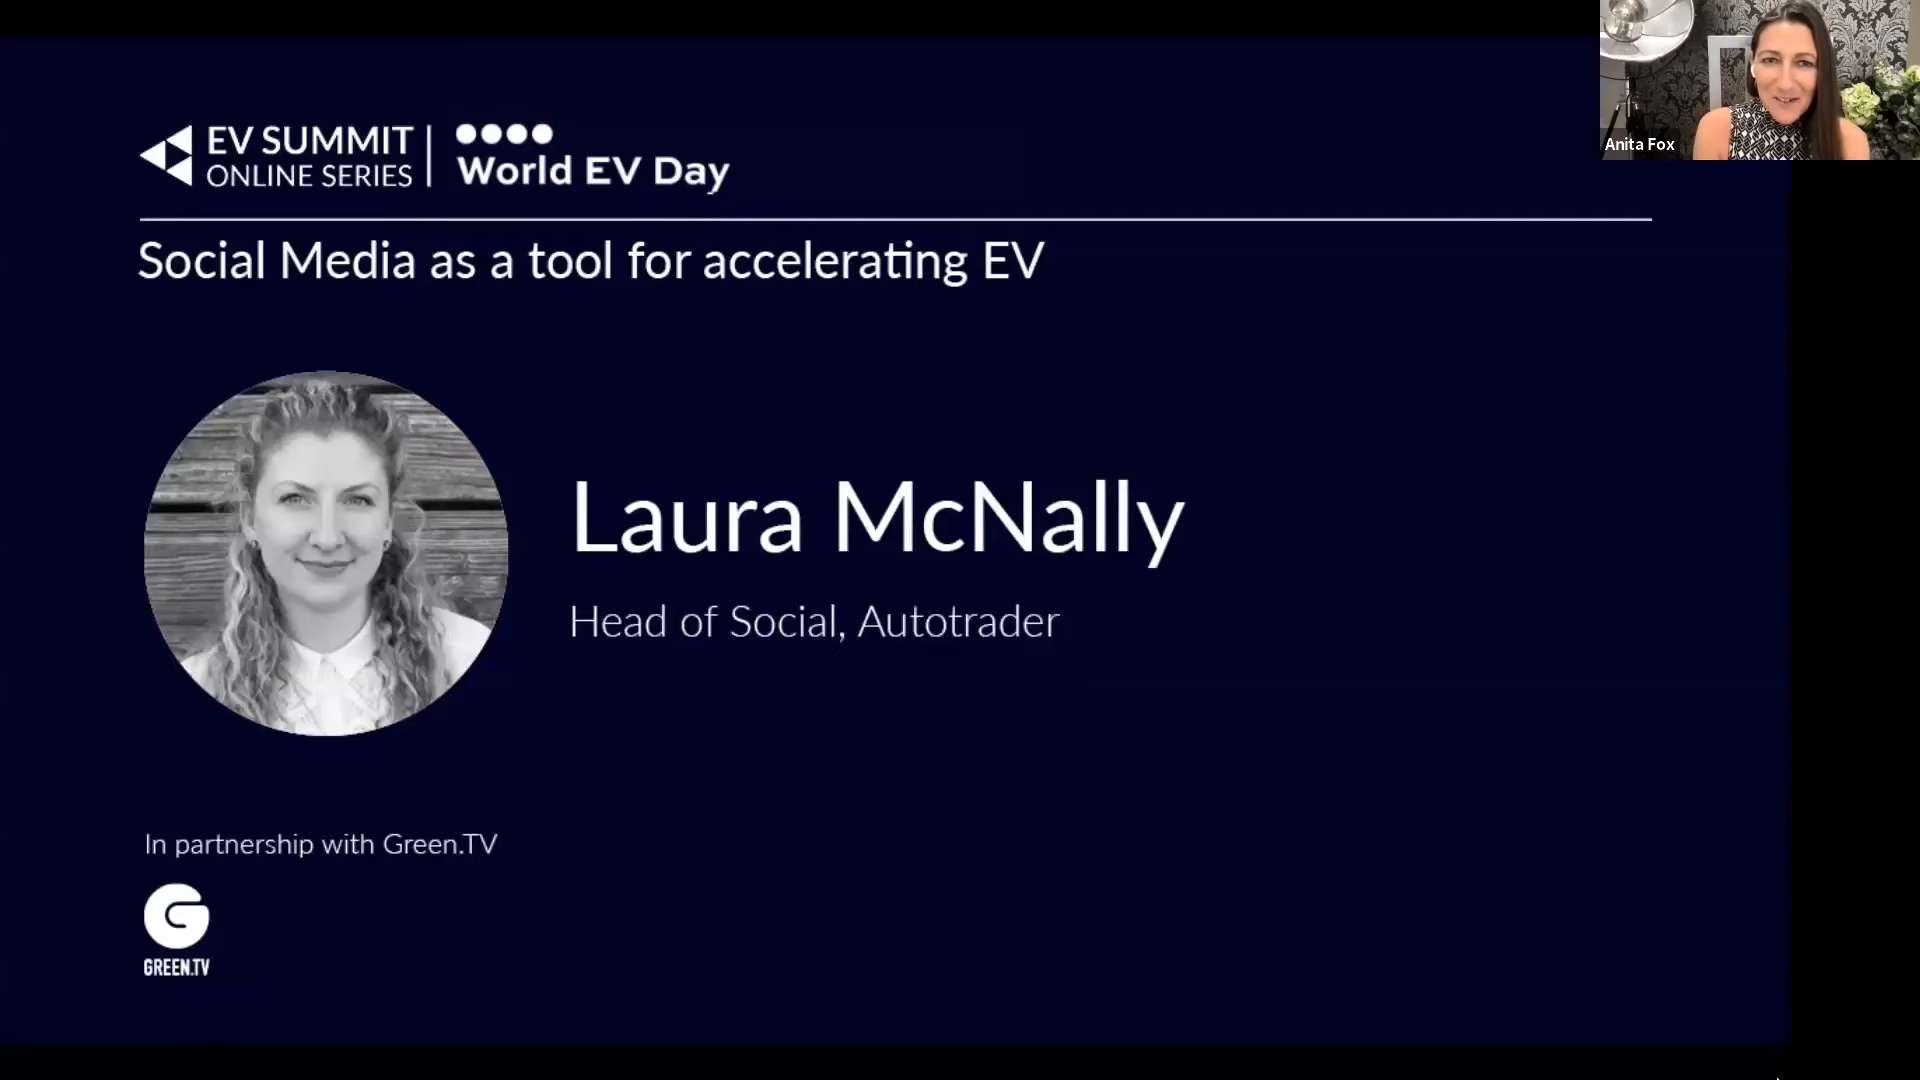 EV SUMMIT
ONLINE SERIES
World EV Day
Anita Fox
Social Media as a tool for accelerating EV
Laura McNally
Head of Social, Autotrader
In partnership with Green.TV
GREEN.TV